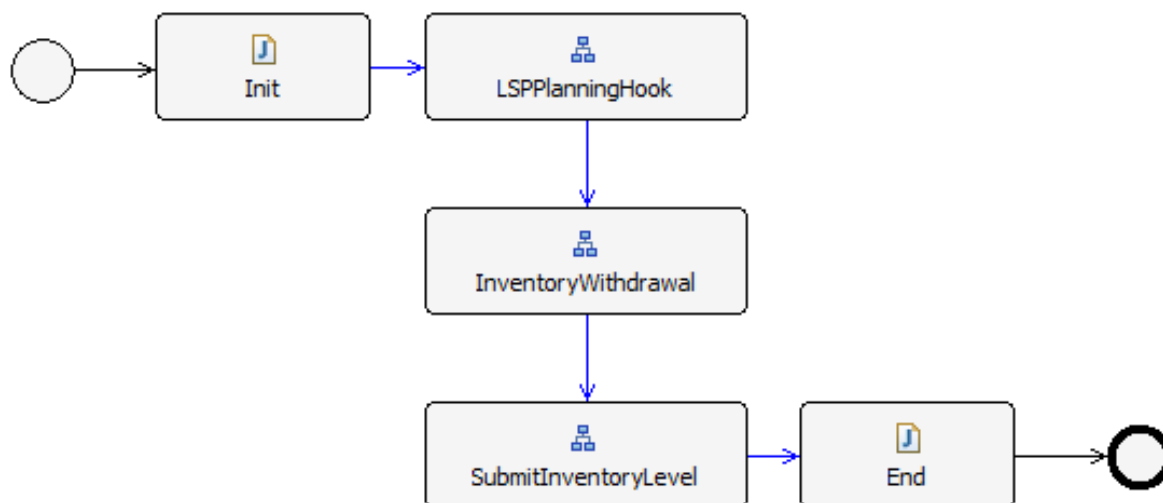 Init
LSPPlanningHook
InventoryWithdrawal
SubmitInventoryLevel
End